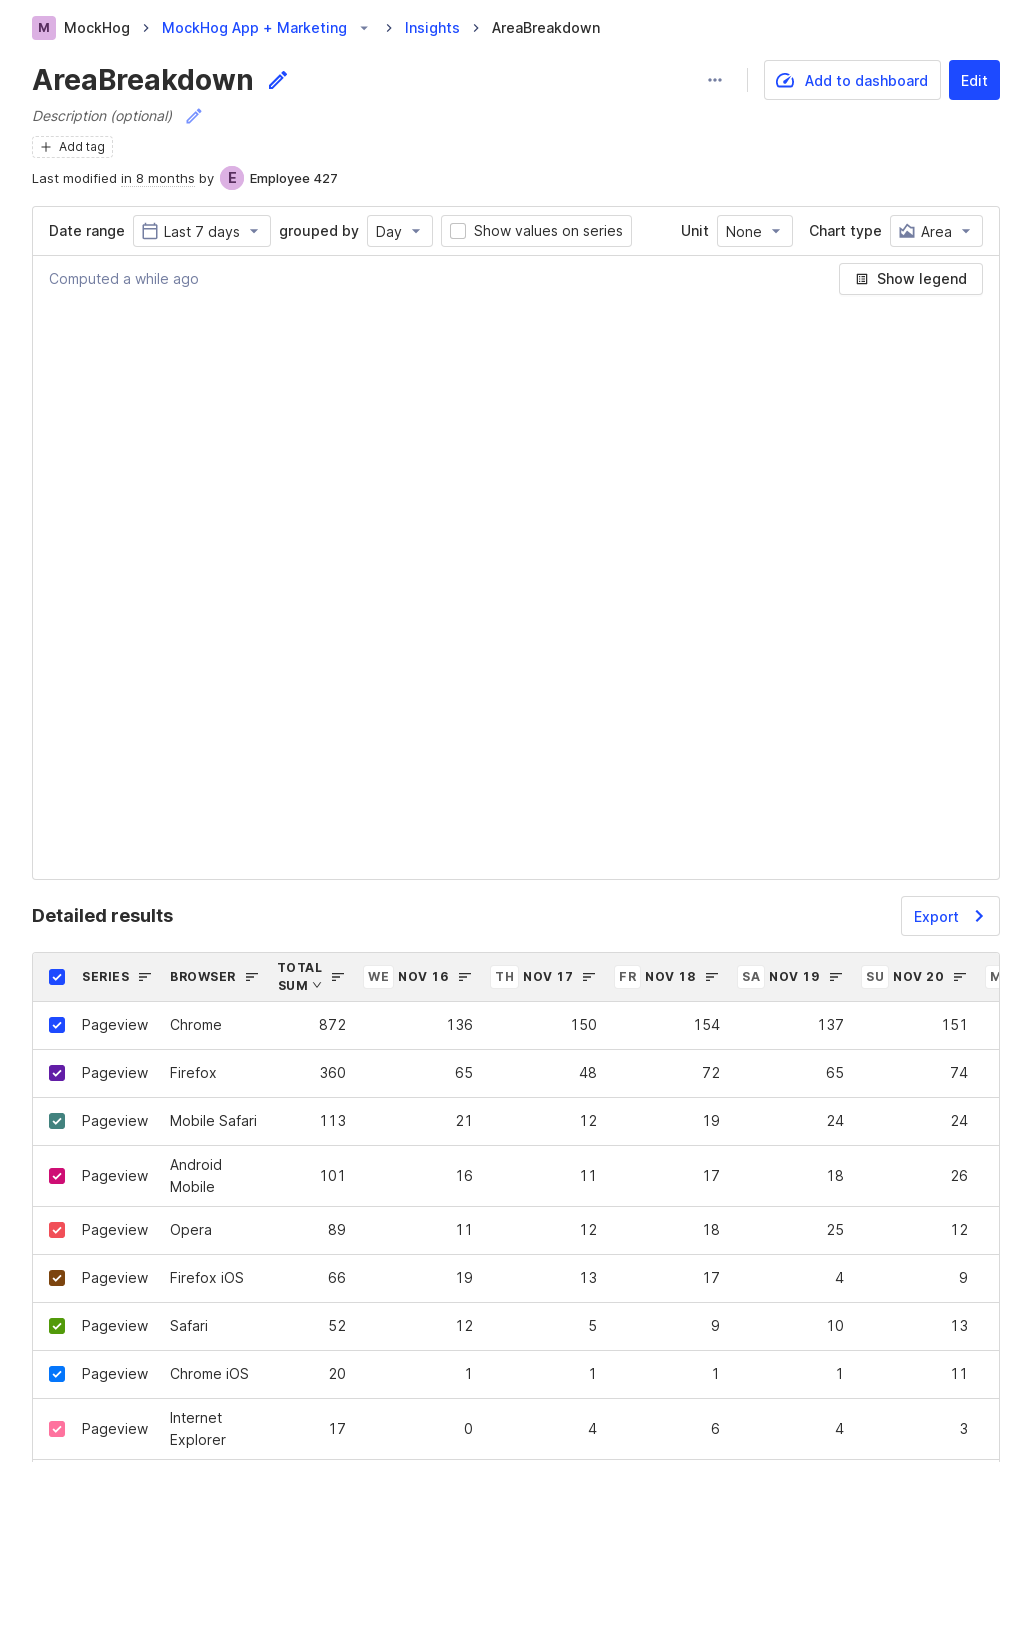 M MockHog > MockHog App + Marketing > Insights > AreaBreakdown
AreaBreakdown
Add to dashboard
Edit
Description (optional)
+ Add tag
Last modified in 8 months by E Employee 427
Date range Last 7 days grouped by Day Show values on series Unit None Chart type Area
Computed a while ago
Show legend
Detailed results
Export
SERIES BROWSER TOTAL SUM WE NOV 16 TH NOV 17 FR NOV 18 SA NOV 19 SU NOV 20
Pageview Chrome 872 136 150 154 137 151
Pageview Firefox 360 65 48 72 65 74
Pageview Mobile Safari 113 21 12 19 24 24
Pageview Android Mobile 101 16 11 17 18 26
Pageview Opera 89 11 12 18 25 12
Pageview Firefox iOS 66 19 13 17 4 9
Pageview Safari 52 12 5 9 10 13
Pageview Chrome iOS 20 1 1 1 1 11
Pageview Internet Explorer 17 0 4 6 4 3